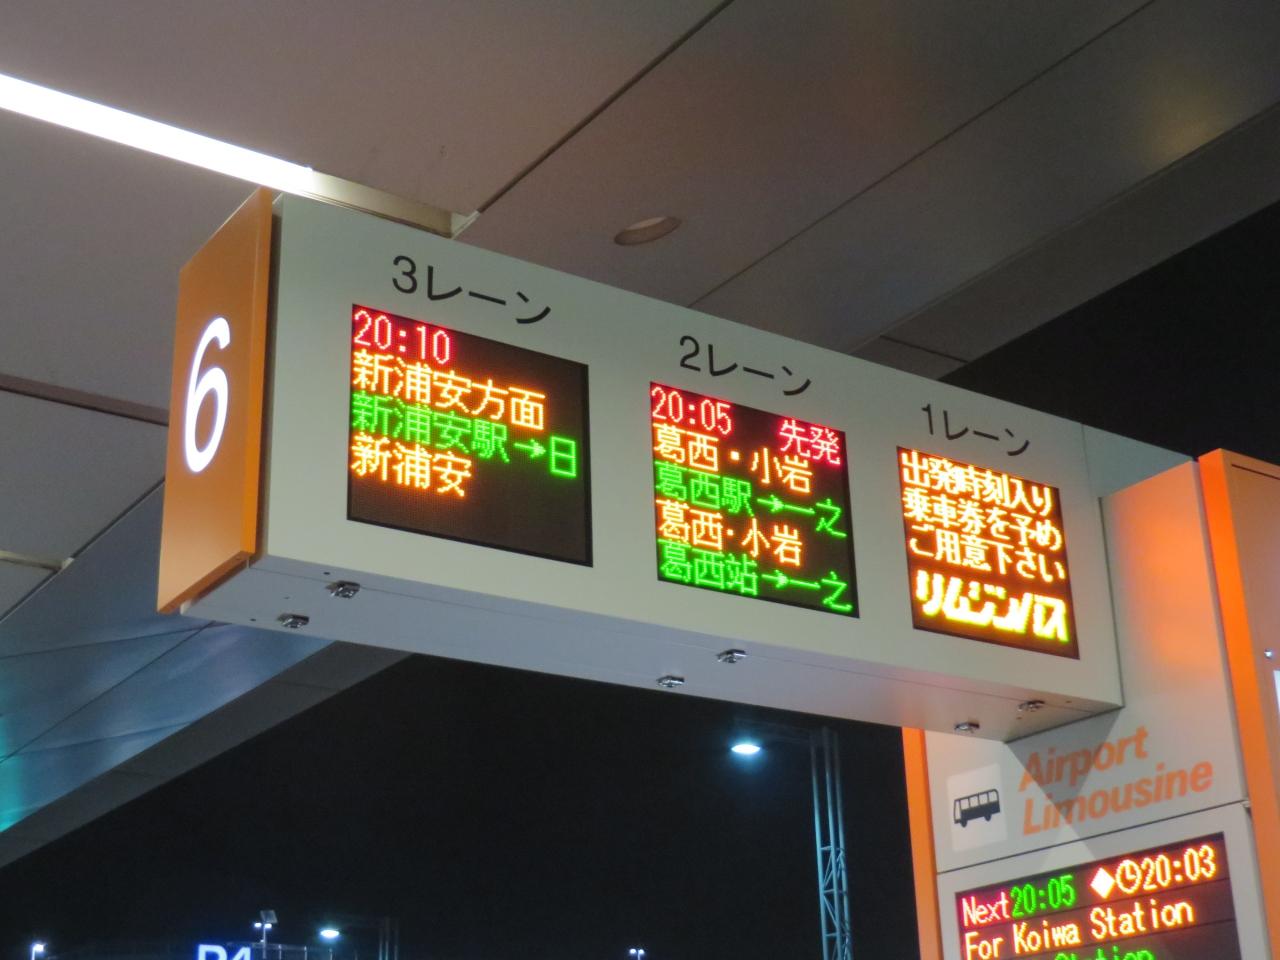 6
3レーン
20:10
新浦安方面
新浦安駅→日
新浦安
2レーン
20:05 先発
葛西・小岩
葛西駅→一之
葛西・小岩
葛西站→一之
1レーン
出発時刻入り
乗車券を予め
ご用意下さい
リムジンバス
Airport
Limousine
Next 20:05 20:03
For Koiwa Station
Station
P4